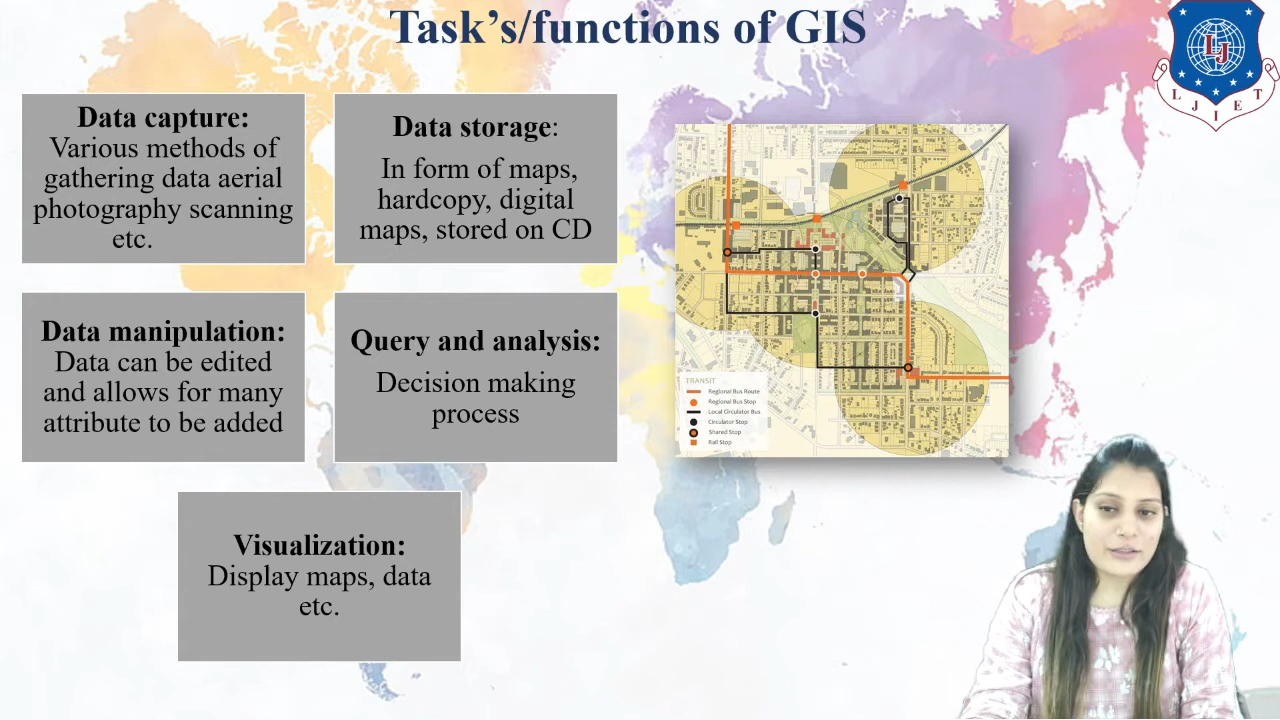 Task’s/functions of GIS
Data capture:
Various methods of
gathering data aerial
photography scanning
etc.
Data storage:
In form of maps,
hardcopy, digital
maps, stored on CD
Data manipulation:
Data can be edited
and allows for many
attribute to be added
Query and analysis:
Decision making
process
Visualization:
Display maps, data
etc.
TRANSIT
Regional Bus Route
Regional Bus Stop
Local Circulator Bus
Circulator Stop
Shared Stop
Rail Stop
LJ
L J I E T